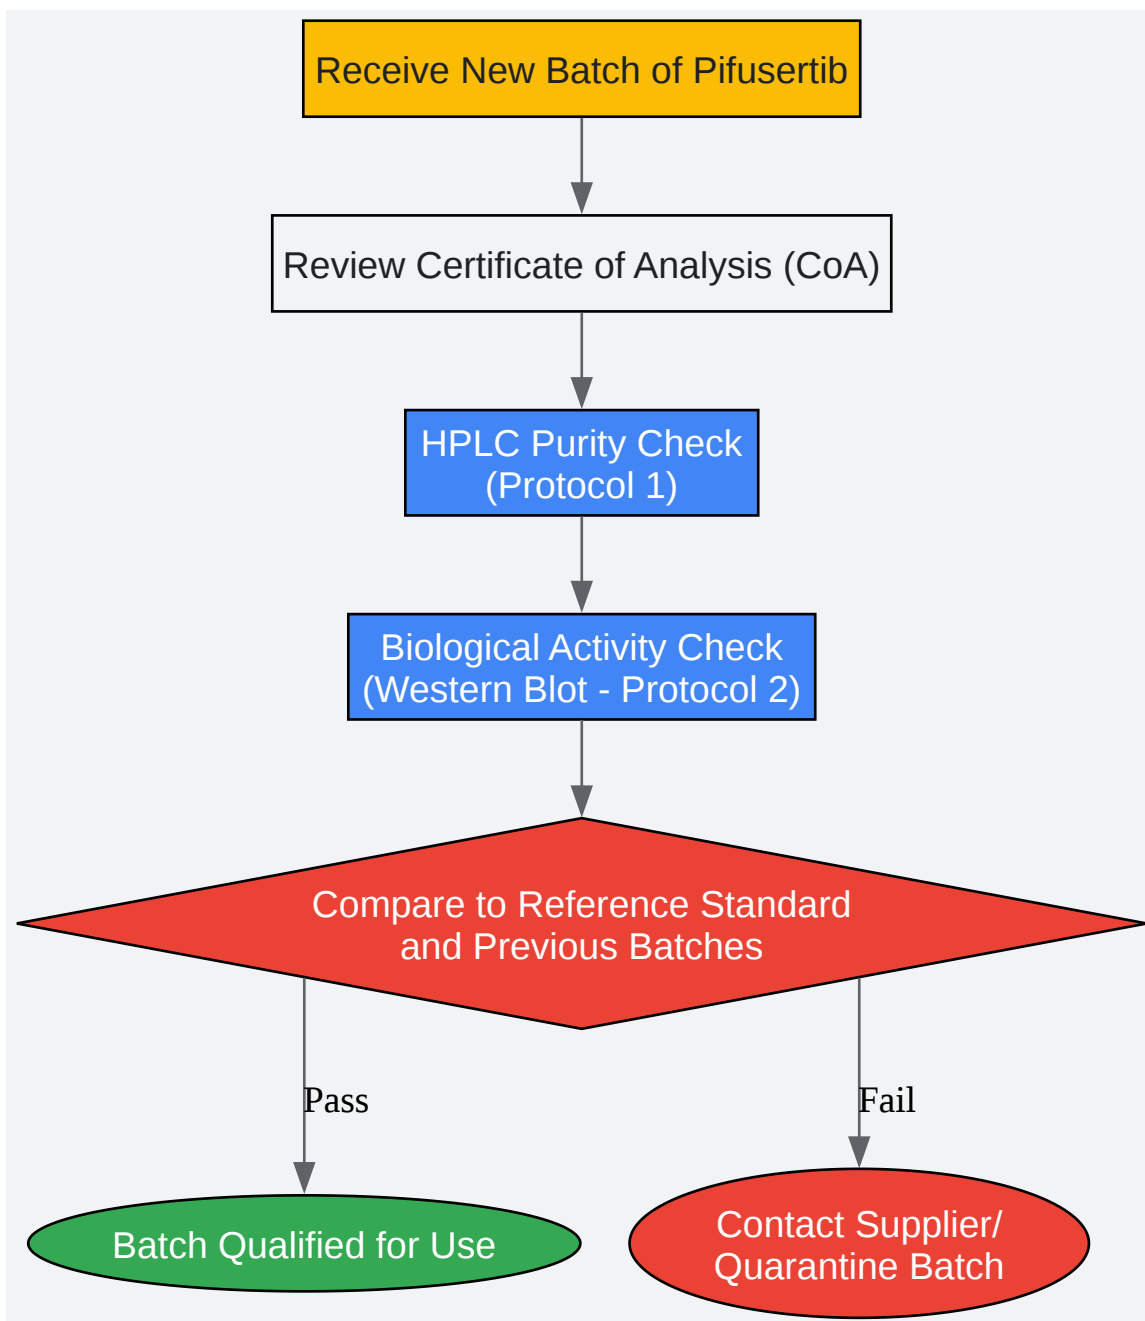 Receive New Batch of Pifusertib
Review Certificate of Analysis (CoA)
HPLC Purity Check
(Protocol 1)
Biological Activity Check
(Western Blot - Protocol 2)
Compare to Reference Standard
and Previous Batches
Pass
Fail
Batch Qualified for Use
Contact Supplier/
Quarantine Batch